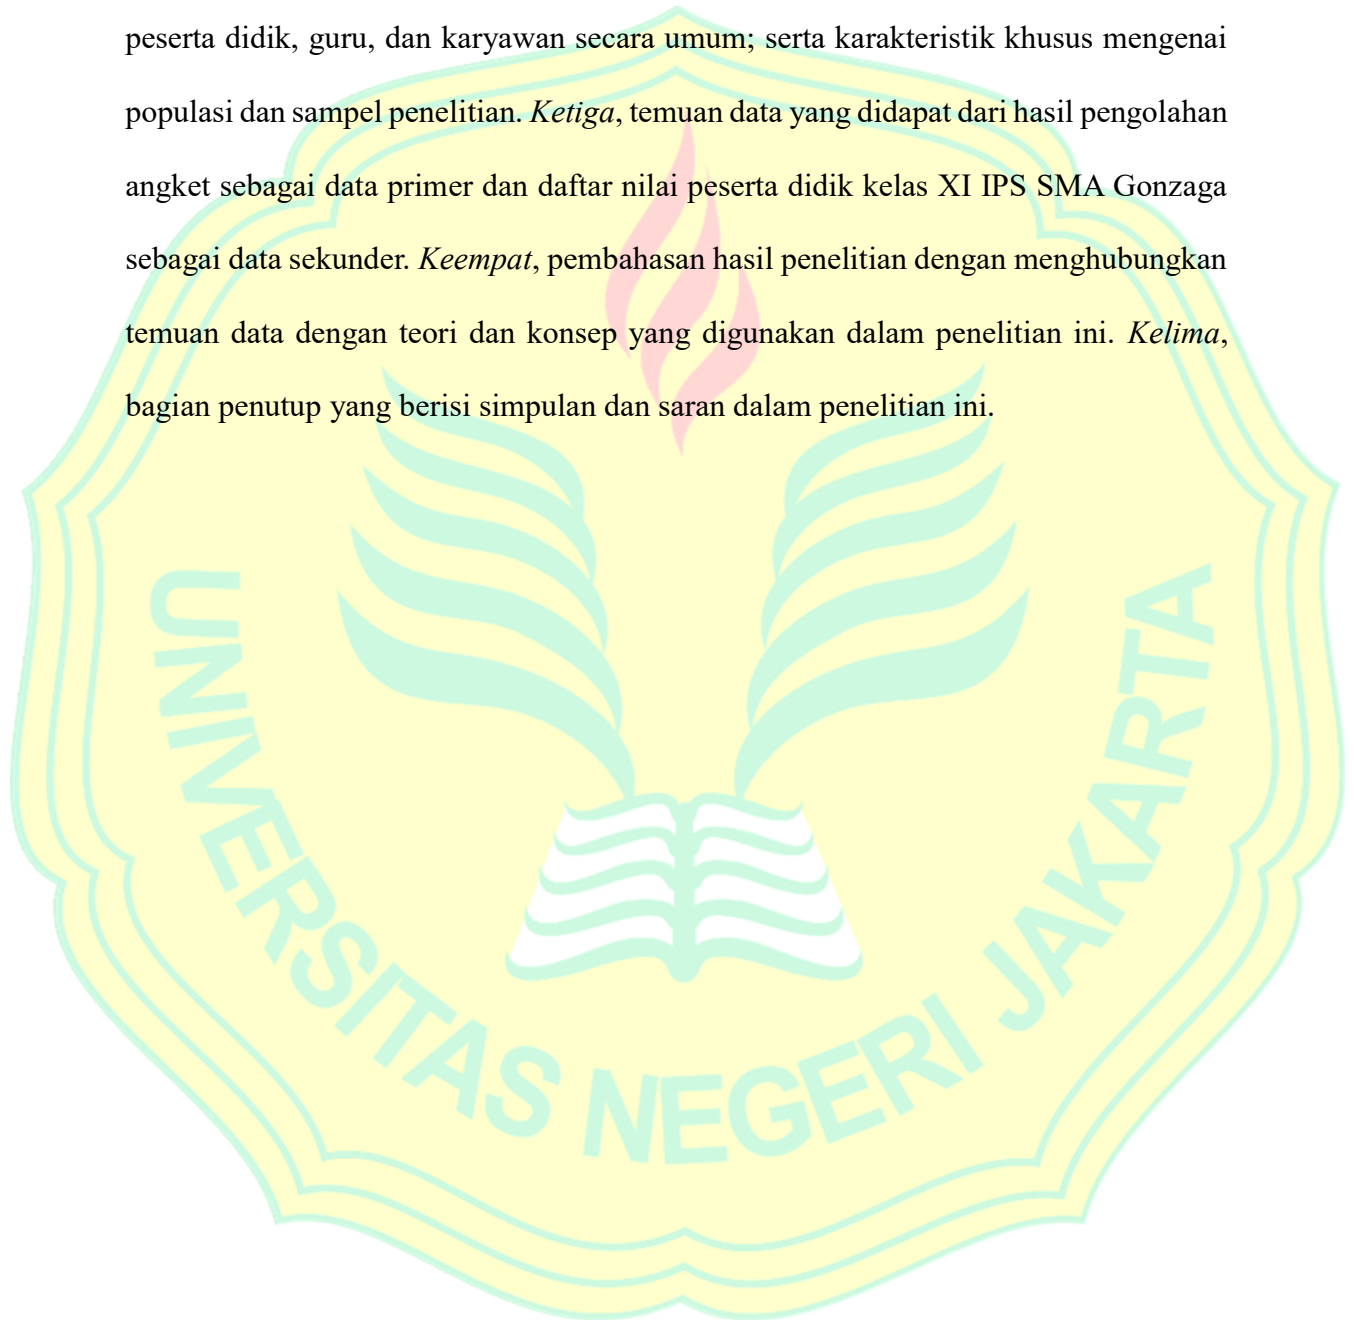 peserta didik, guru, dan karyawan secara umum; serta karakteristik khusus mengenai
populasi dan sampel penelitian. Ketiga, temuan data yang didapat dari hasil pengolahan
angket sebagai data primer dan daftar nilai peserta didik kelas XI IPS SMA Gonzaga
sebagai data sekunder. Keempat, pembahasan hasil penelitian dengan menghubungkan
temuan data dengan teori dan konsep yang digunakan dalam penelitian ini. Kelima,
bagian penutup yang berisi simpulan dan saran dalam penelitian ini.
UNIVERSITAS NEGERI JAKARTA